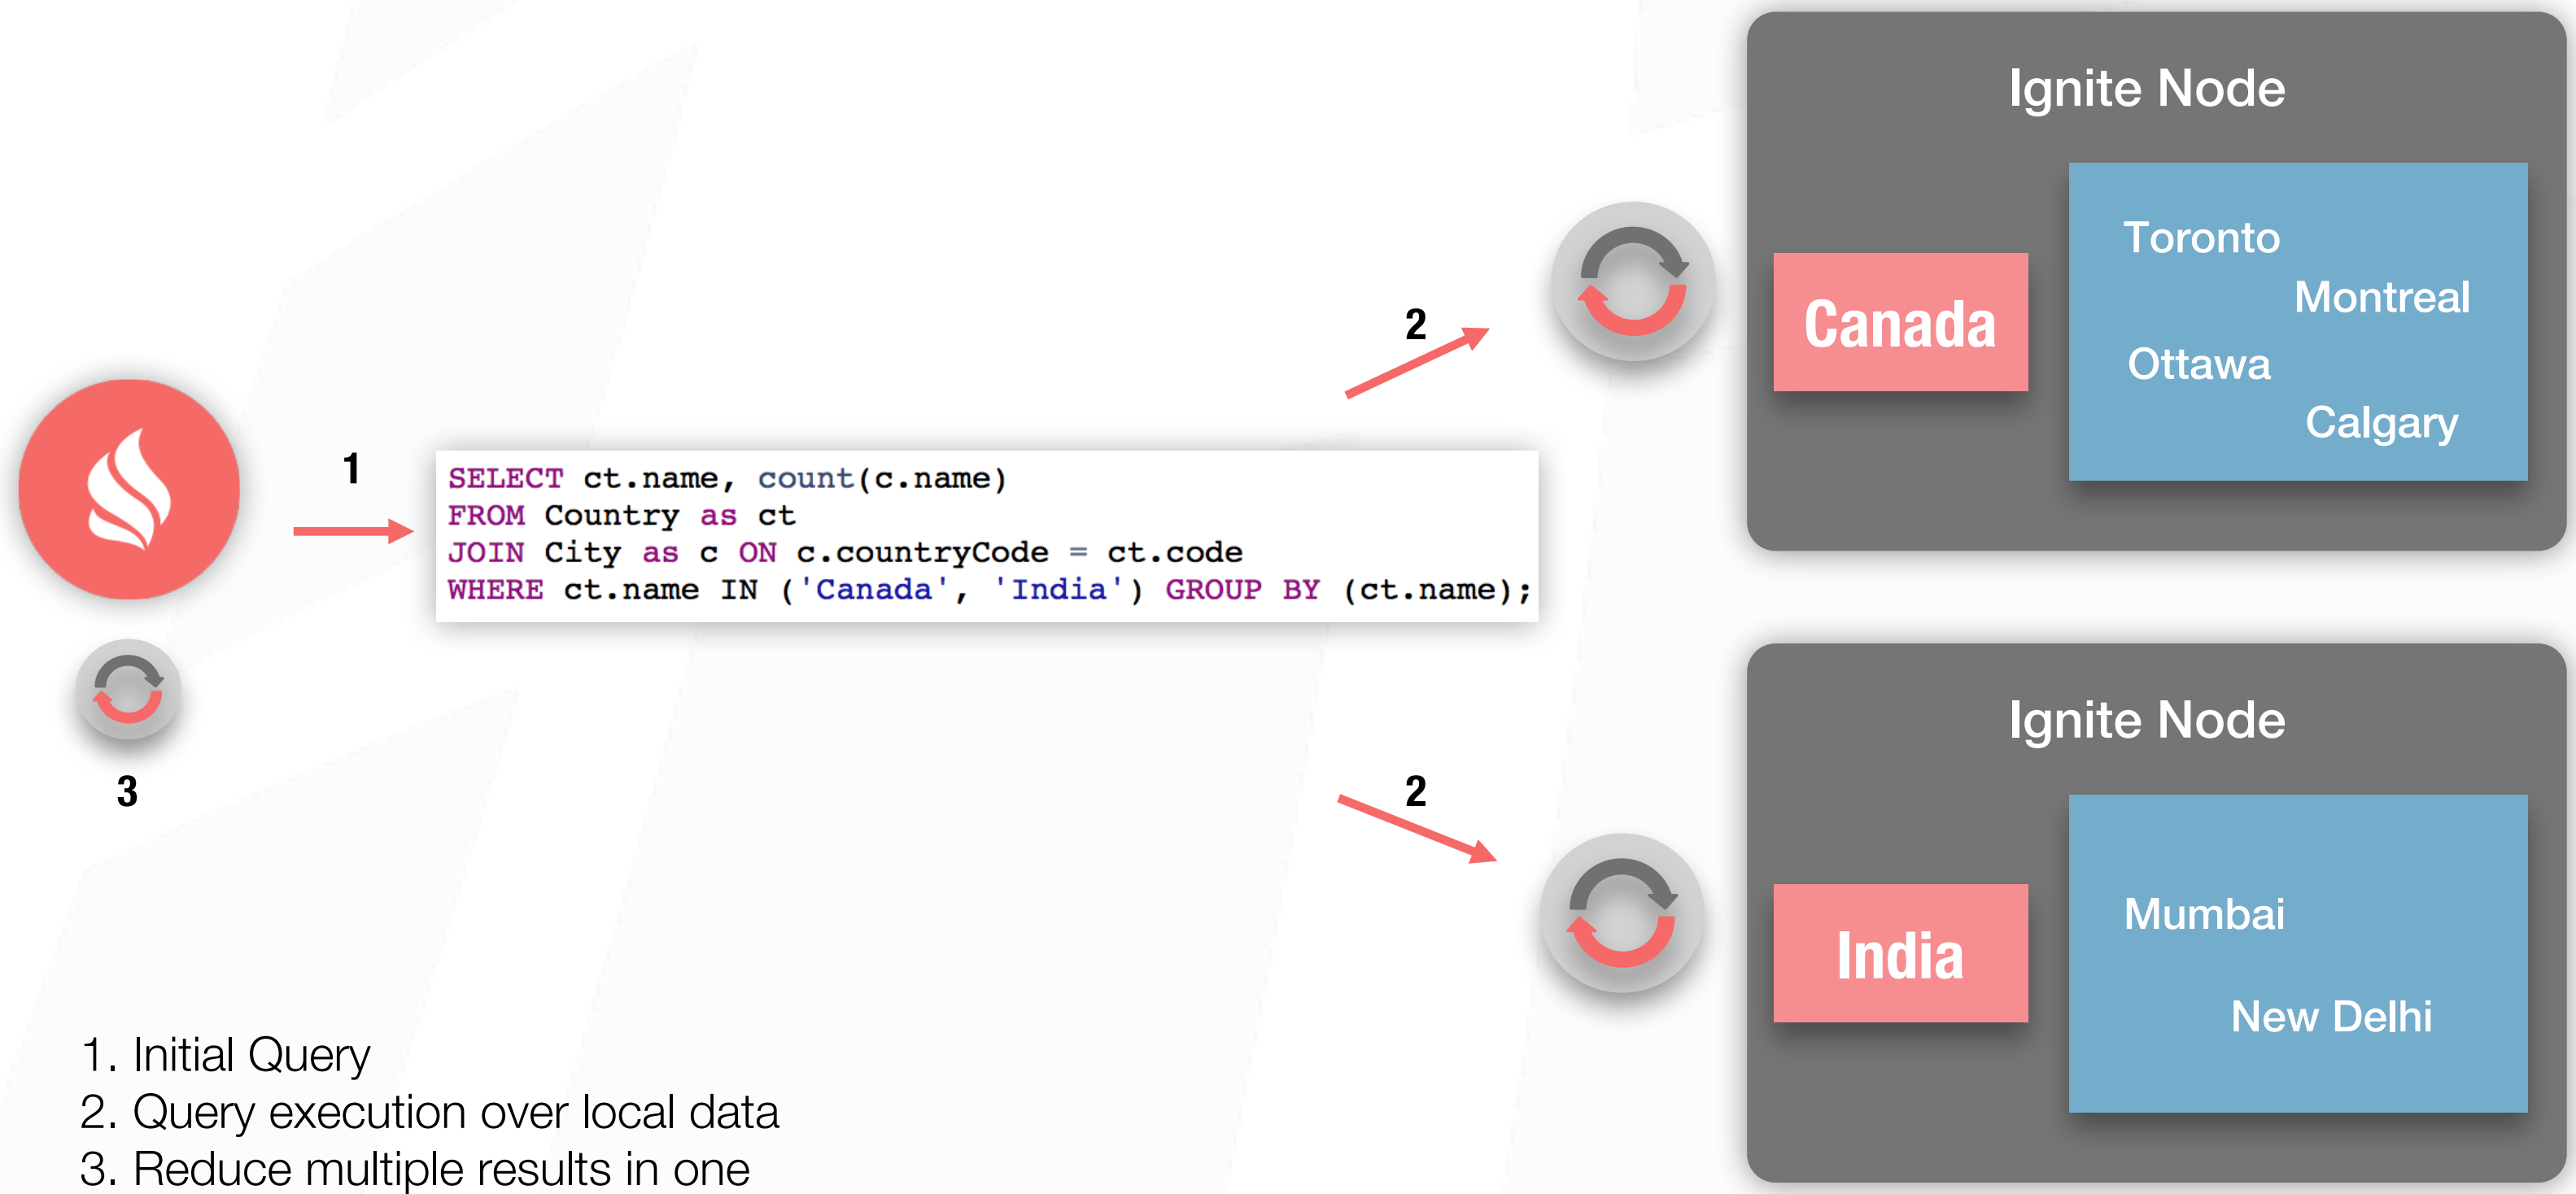 Ignite Node
Toronto
Montreal
Canada
Ottawa
Calgary
2
1
SELECT ct.name, count(c.name)
FROM Country as ct
JOIN City as c ON c.countryCode = ct.code
WHERE ct.name IN ('Canada', 'India') GROUP BY (ct.name);
3
2
Ignite Node
Mumbai
India
New Delhi
1. Initial Query
2. Query execution over local data
3. Reduce multiple results in one